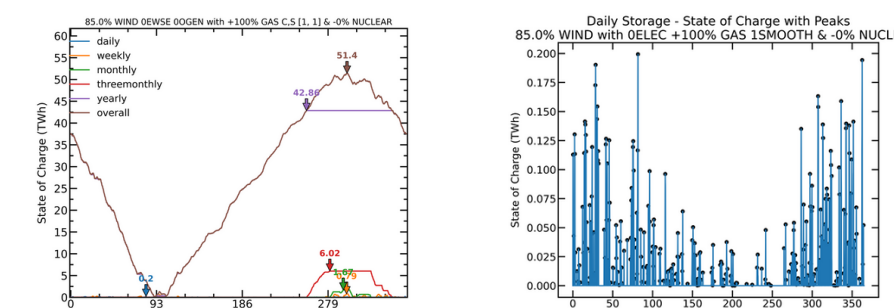 85.0% WIND 0EWSE 0OGEN with +100% GAS C,S [1, 1] & -0% NUCLEAR
60
55
50
45
40
35
30
25
20
15
10
5
0
State of Charge (TWh)
daily
weekly
monthly
threemonthly
yearly
overall
51.4
42.86
0.2
6.02
0 93 186
Daily Storage - State of Charge with Peaks
85.0% WIND with 0ELEC +100% GAS 1SMOOTH & -0% NUCL
0.200
0.175
0.150
0.125
0.100
0.075
0.050
0.025
0.000
State of Charge (TWh)
0 50 100 150 200 250 300 350